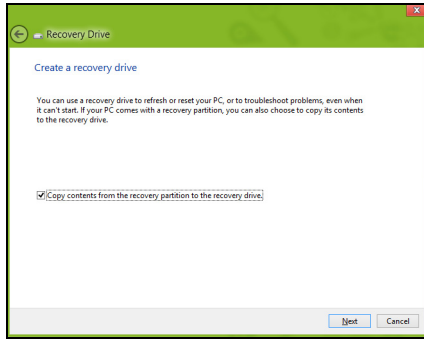 Recovery Drive
Create a recovery drive
You can use a recovery drive to refresh or reset your PC, or to troubleshoot problems, even when
it can't start. If your PC comes with a recovery partition, you can also choose to copy its contents
to the recovery drive.
Copy contents from the recovery partition to the recovery drive.
Next Cancel